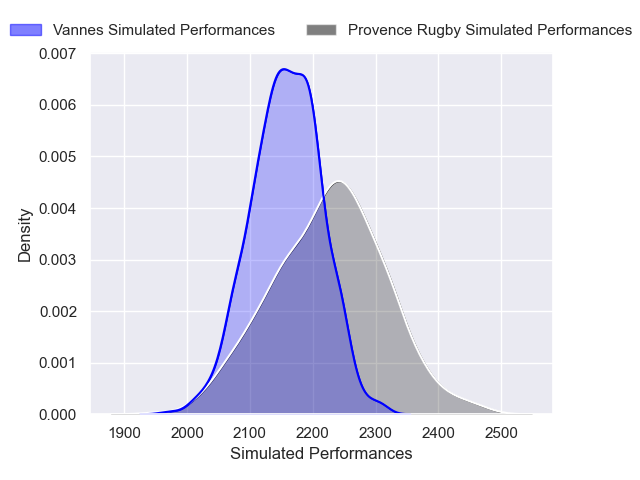 Vannes Simulated Performances
Provence Rugby Simulated Performances
0.007
0.006
0.005
0.004
0.003
0.002
0.001
0.000
Density
1900 2000 2100 2200 2300 2400 2500
Simulated Performances